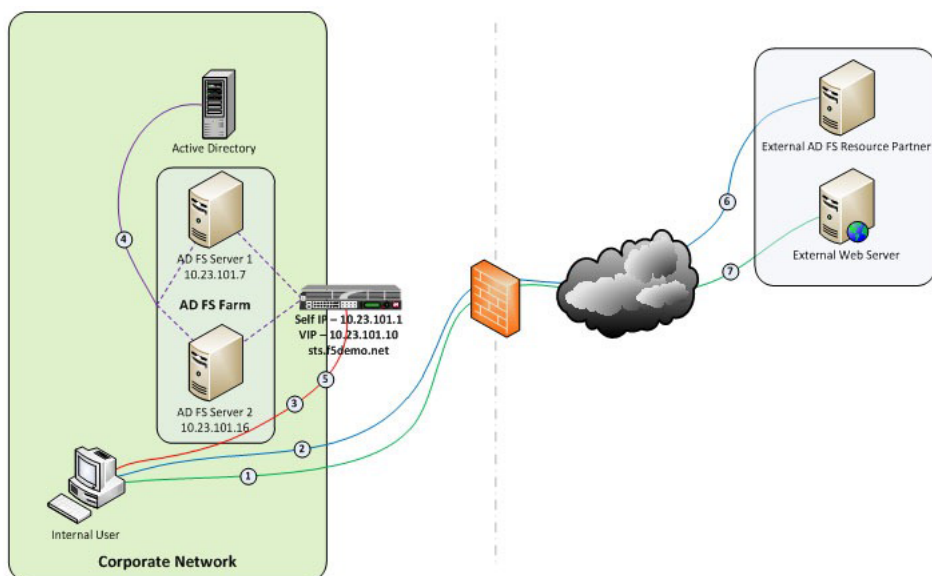 Active Directory
External AD FS Resource Partner
6
4
External Web Server
7
AD FS Server 1
10.23.101.7
AD FS Farm
Self IP – 10.23.101.1
VIP – 10.23.101.10
sts.f5demo.net
5
3
AD FS Server 2
10.23.101.16
2
1
Internal User
Corporate Network